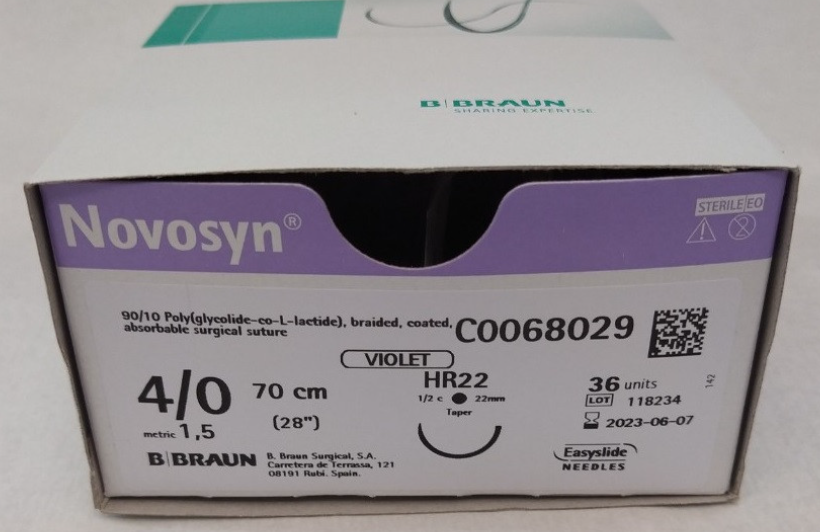 B|BRAUN
SHARING EXPERTISE
Novosyn®
STERILE EO
90/10 Poly(glycolide-co-L-lactide), braided, coated,
absorbable surgical suture
C0068029
VIOLET
4/0 70 cm
metric 1,5 (28")
HR22
1/2 c 22mm
Taper
36 units
LOT 118234
2023-06-07
142
B|BRAUN
B. Braun Surgical, S.A.
Carretera de Terrassa, 121
08191 Rubí. Spain.
Easyslide
NEEDLES